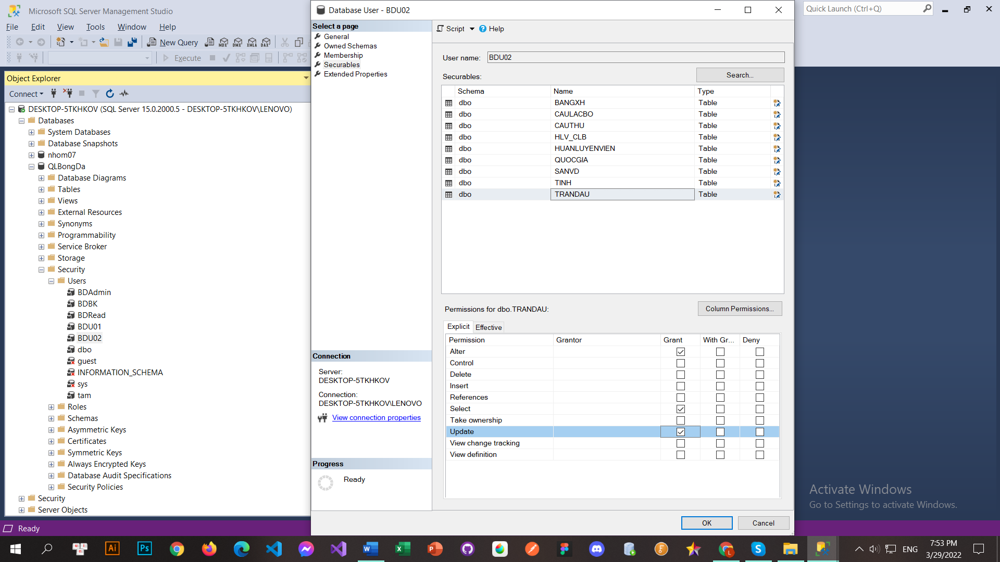 Microsoft SQL Server Management Studio
File Edit View Tools Window Help
New Query
MDX DMX XMLA DAX
Execute
Object Explorer
Connect
DESKTOP-5TKHKOV (SQL Server 15.0.2000.5 - DESKTOP-5TKHKOV\LENOVO)
Databases
System Databases
Database Snapshots
nhom07
QLBongDa
Database Diagrams
Tables
Views
External Resources
Synonyms
Programmability
Service Broker
Storage
Security
Users
BDAdmin
BDBK
BDRead
BDU01
BDU02
dbo
guest
INFORMATION_SCHEMA
sys
tam
Roles
Schemas
Asymmetric Keys
Certificates
Symmetric Keys
Always Encrypted Keys
Database Audit Specifications
Security Policies
Security
Server Objects
Ready
Database User - BDU02
Select a page
General
Owned Schemas
Membership
Securables
Extended Properties
Connection
Server:
DESKTOP-5TKHKOV
Connection:
DESKTOP-5TKHKOV\LENOVO
View connection properties
Progress
Ready
Script Help
User name: BDU02
Securables: Search...
Schema Name Type
dbo BANGXH Table
dbo CAULACBO Table
dbo CAUTHU Table
dbo HLV_CLB Table
dbo HUANLUYENVIEN Table
dbo QUOCGIA Table
dbo SANVD Table
dbo TINH Table
dbo TRANDAU Table
Permissions for dbo.TRANDAU: Column Permissions...
Explicit Effective
Permission Grantor Grant With Gr... Deny
Alter
Control
Delete
Insert
References
Select
Take ownership
Update
View change tracking
View definition
OK Cancel
Quick Launch (Ctrl+Q)
Activate Windows
Go to Settings to activate Windows.
Ai Ps
ENG
7:53 PM
3/29/2022